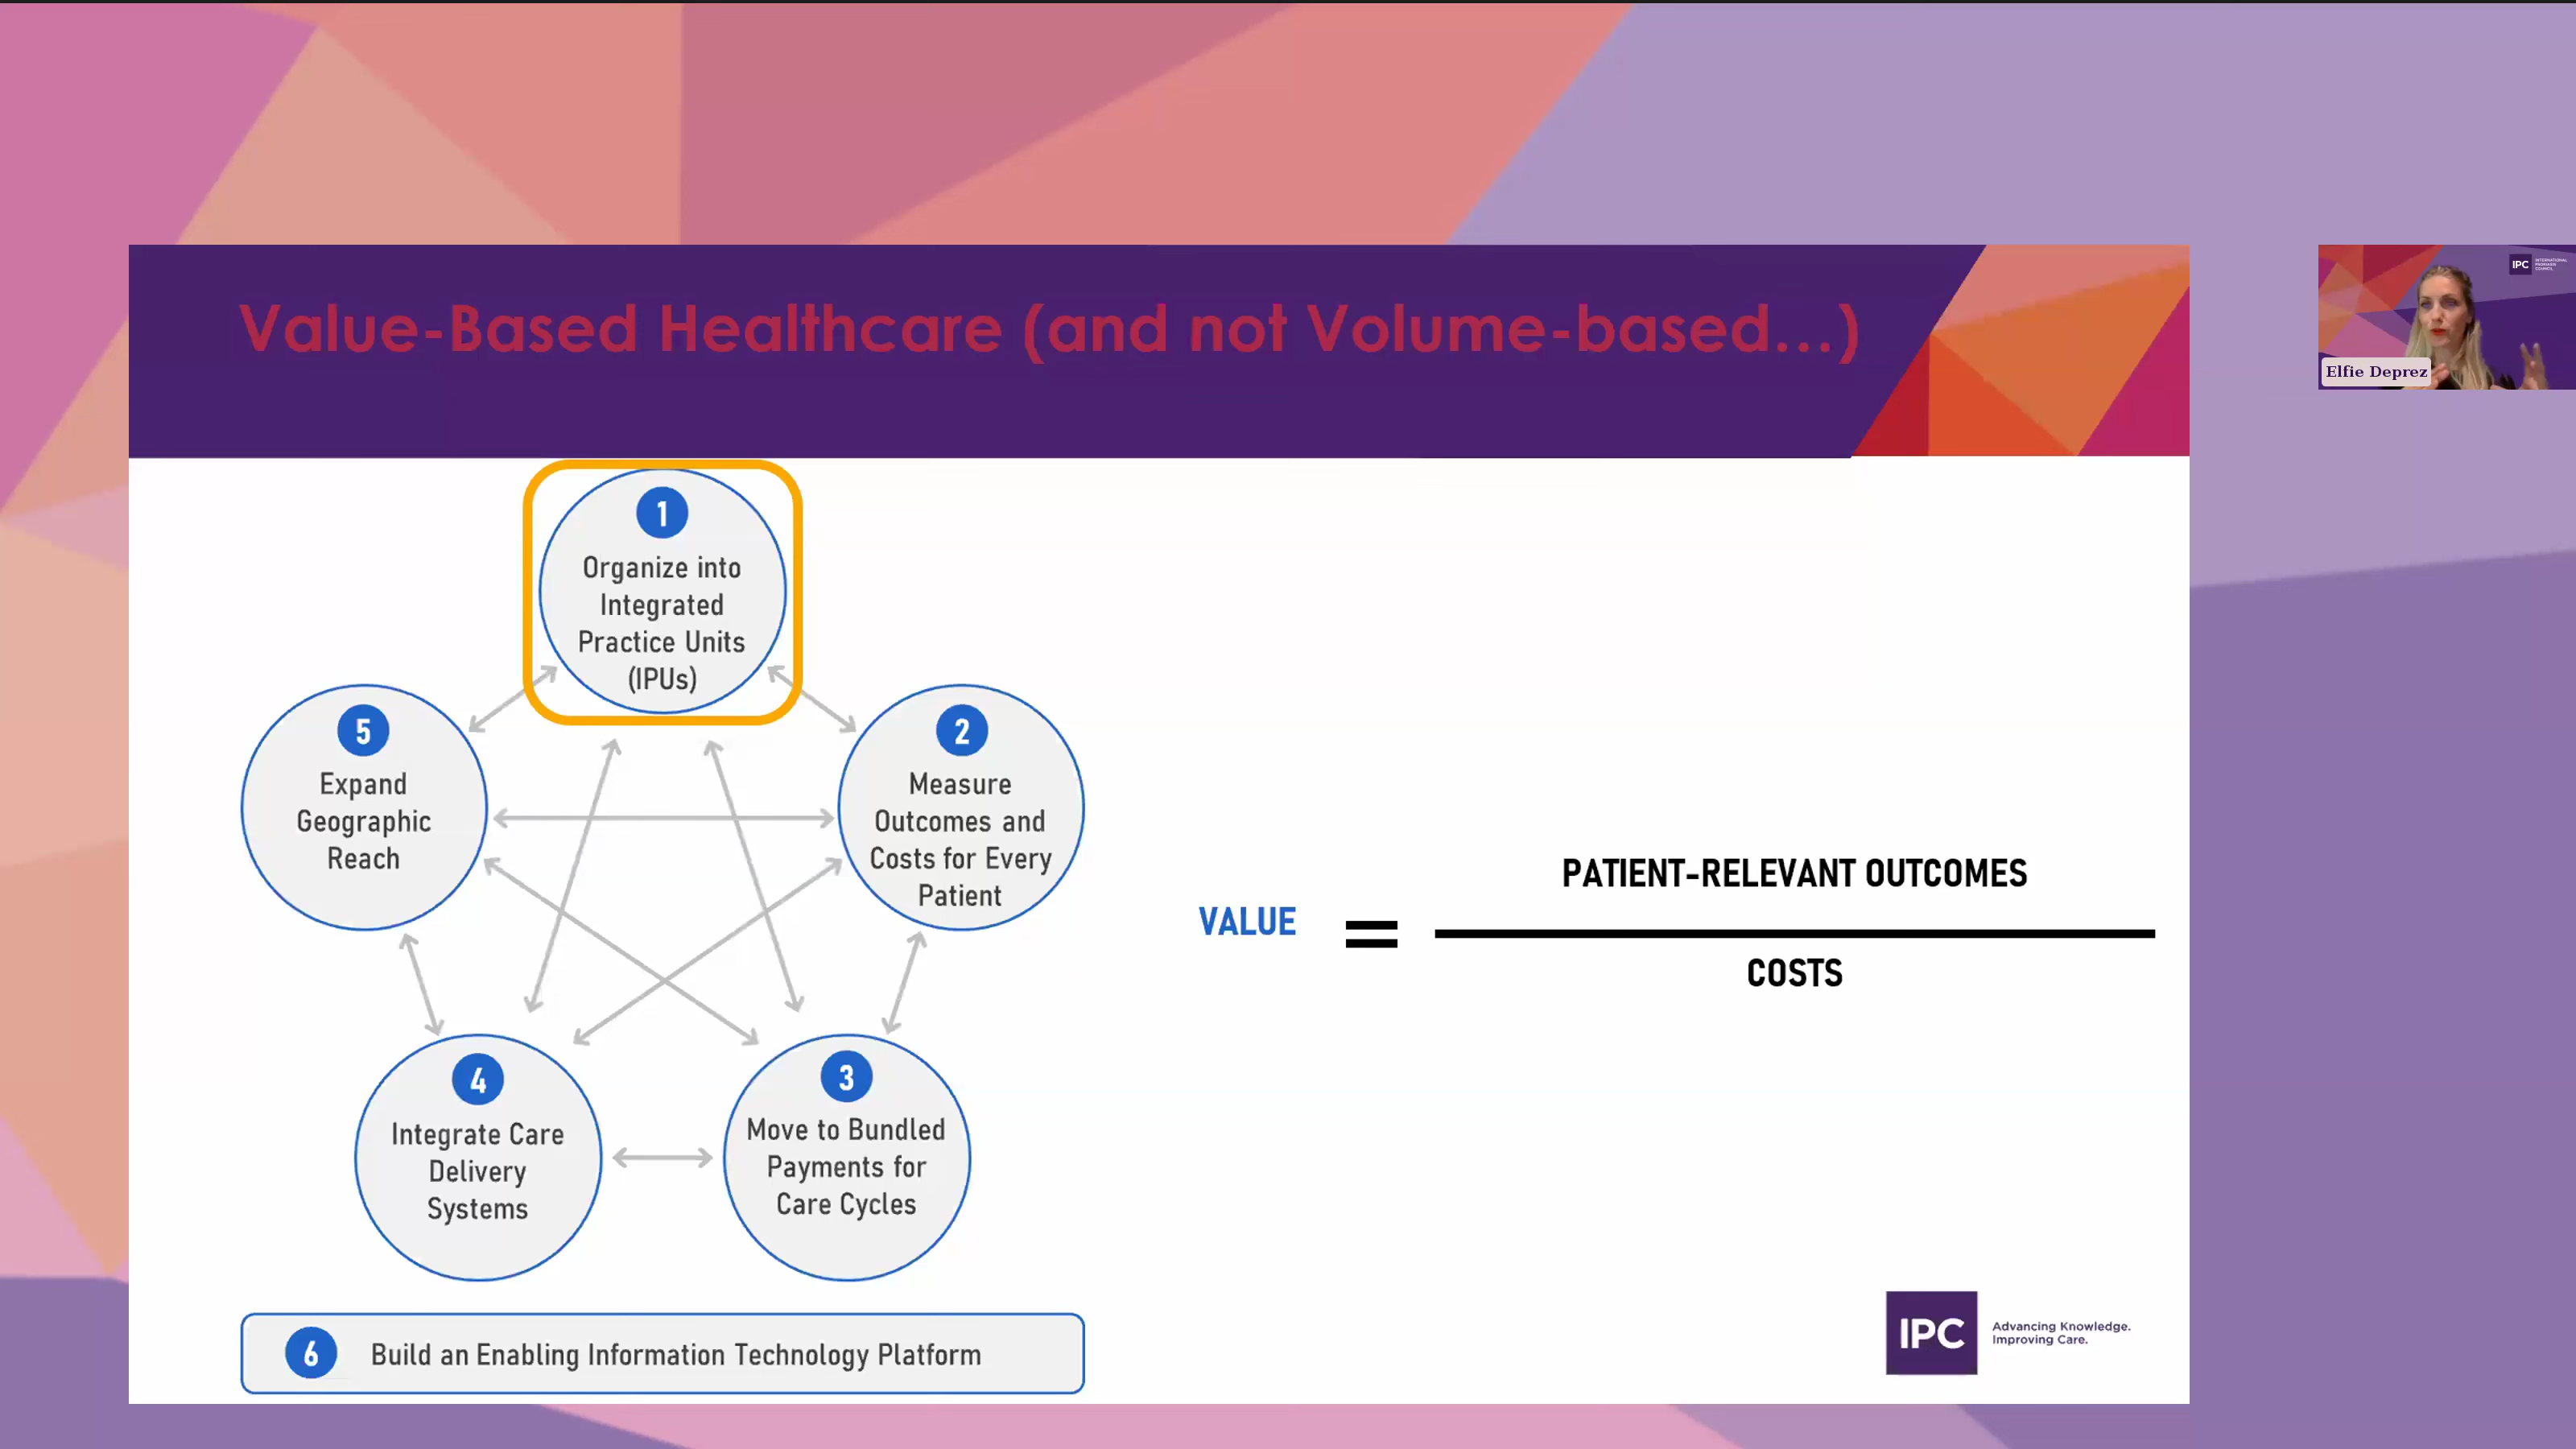 Value-Based Healthcare (and not Volume-based...)
IPC
INTERNATIONAL
PSORIASIS
COUNCIL
Elfie Deprez
1
Organize into
Integrated
Practice Units
(IPUs)
5
Expand
Geographic
Reach
2
Measure
Outcomes and
Costs for Every
Patient
PATIENT-RELEVANT OUTCOMES
VALUE =
COSTS
4
Integrate Care
Delivery
Systems
3
Move to Bundled
Payments for
Care Cycles
6 Build an Enabling Information Technology Platform
IPC
Advancing Knowledge.
Improving Care.